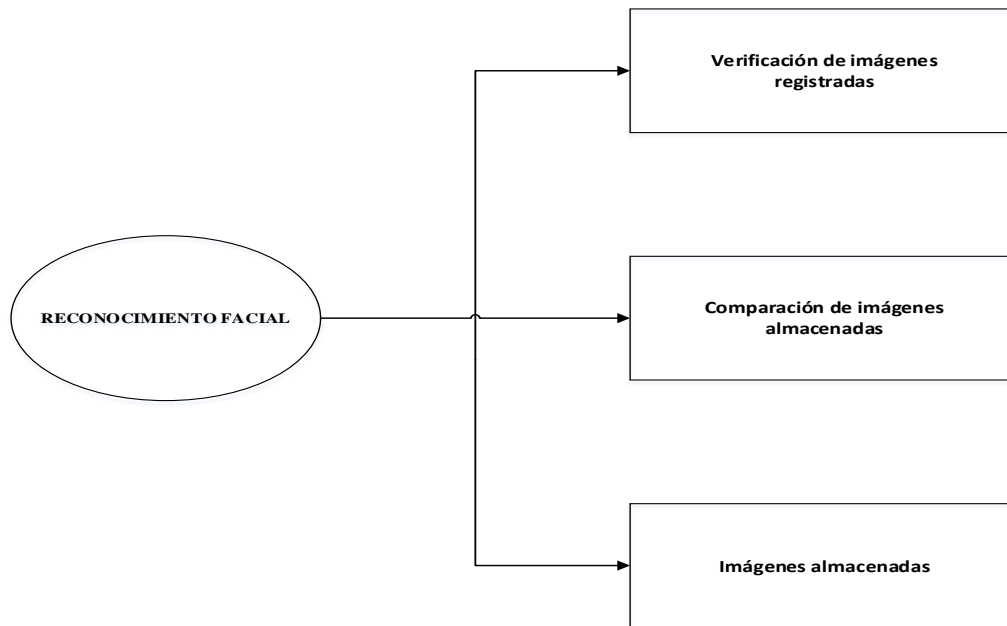 Verificación de imágenes
registradas
RECONOCIMIENTO FACIAL
Comparación de imágenes
almacenadas
Imágenes almacenadas